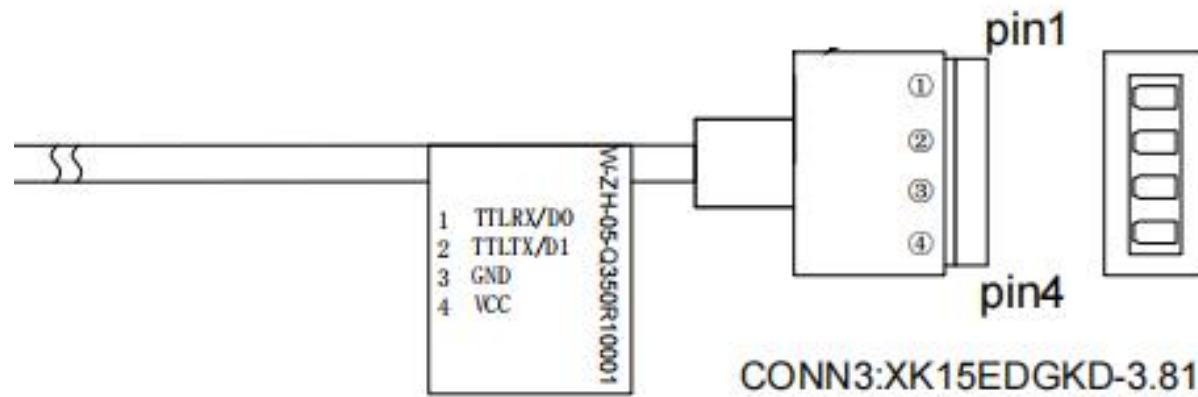 pin1
①
②
③
④
1 TTLRX/D0
2 TTLTX/D1
3 GND
4 VCC
W-ZH-05-Q350R10001
pin4
CONN3:XK15EDGKD-3.81